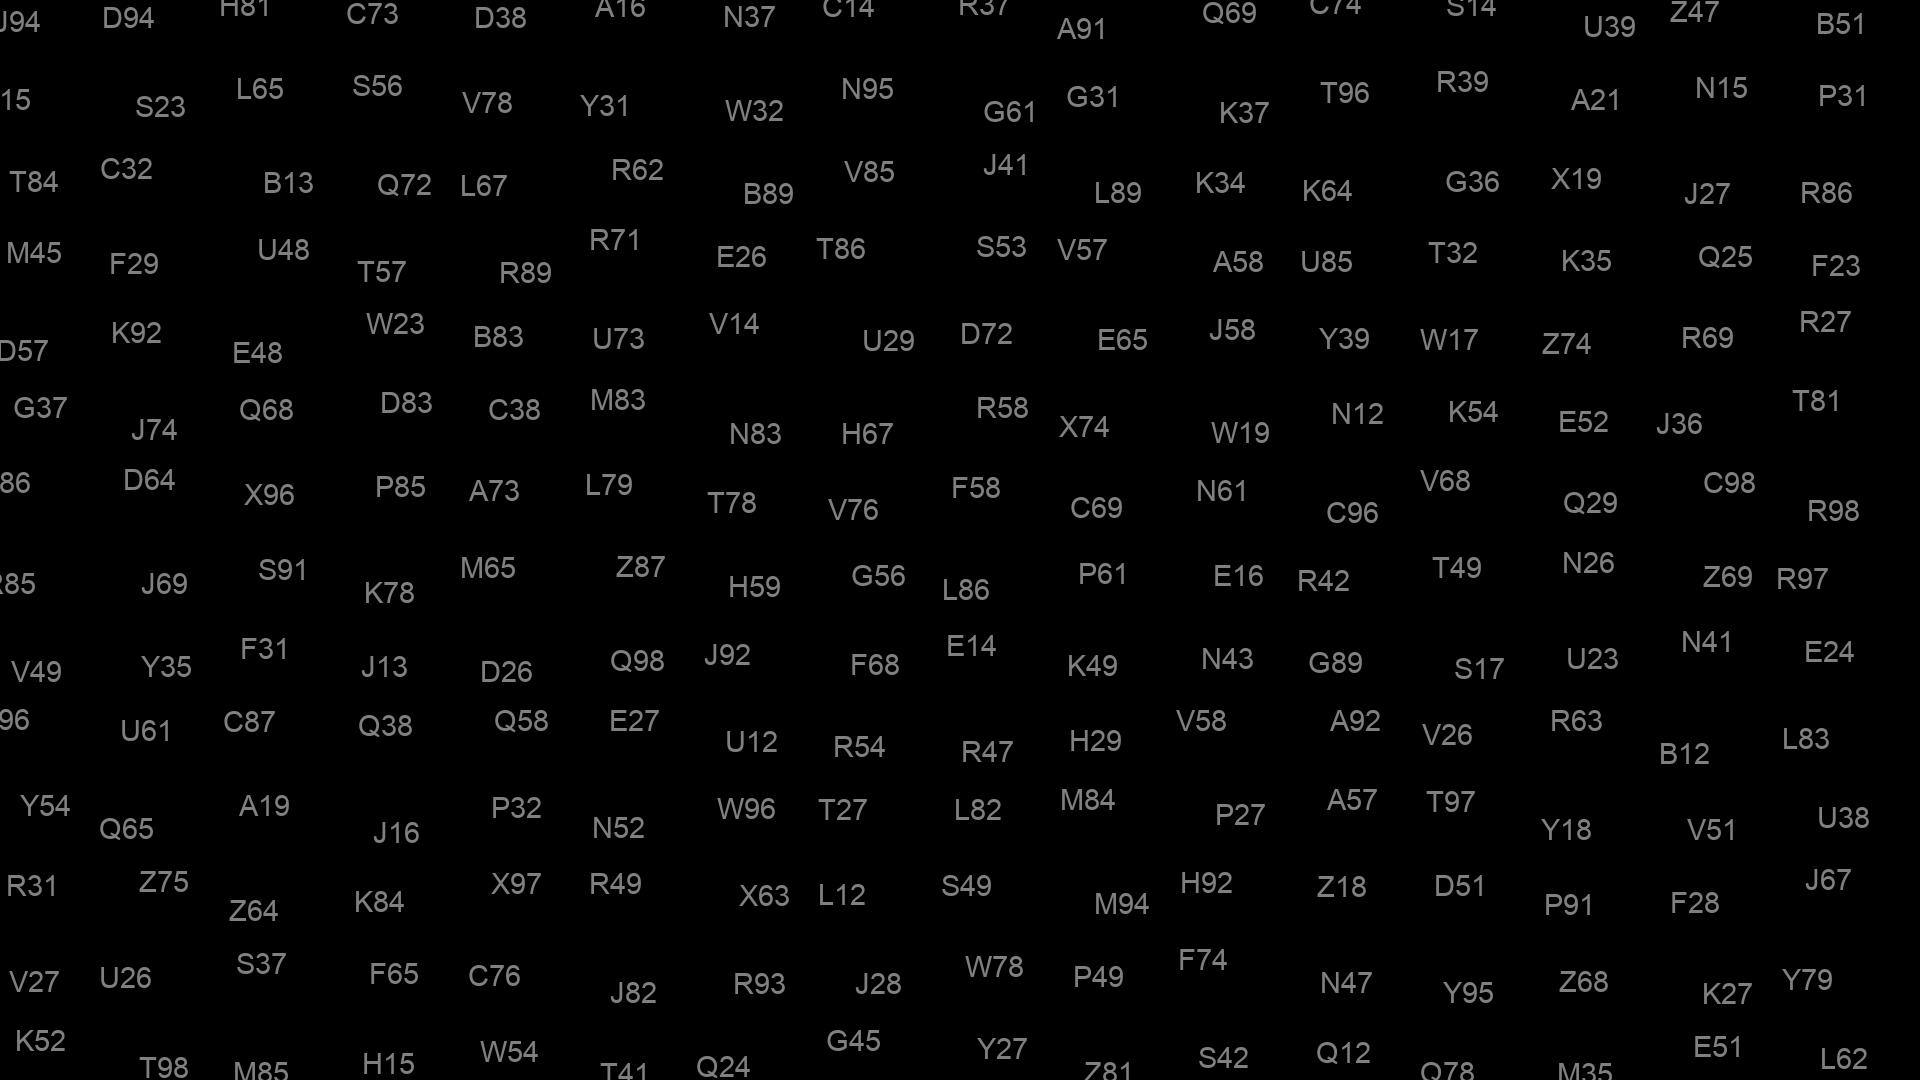 J94 D94 H81 C73 D38 A16 N37 C14 R37 A91 Q69 C74 S14 U39 Z47 B51
15 S23 L65 S56 V78 Y31 W32 N95 G61 G31 K37 T96 R39 A21 N15 P31
T84 C32 B13 Q72 L67 R62 B89 V85 J41 L89 K34 K64 G36 X19 J27 R86
M45 F29 U48 T57 R89 R71 E26 T86 S53 V57 A58 U85 T32 K35 Q25 F23
D57 K92 E48 W23 B83 U73 V14 U29 D72 E65 J58 Y39 W17 Z74 R69 R27
G37 J74 Q68 D83 C38 M83 N83 H67 R58 X74 W19 N12 K54 E52 J36 T81
86 D64 X96 P85 A73 L79 T78 V76 F58 C69 N61 C96 V68 Q29 C98 R98
R85 J69 S91 K78 M65 Z87 H59 G56 L86 P61 E16 R42 T49 N26 Z69 R97
V49 Y35 F31 J13 D26 Q98 J92 F68 E14 K49 N43 G89 S17 U23 N41 E24
96 U61 C87 Q38 Q58 E27 U12 R54 R47 H29 V58 A92 V26 R63 B12 L83
Y54 Q65 A19 J16 P32 N52 W96 T27 L82 M84 P27 A57 T97 Y18 V51 U38
R31 Z75 Z64 K84 X97 R49 X63 L12 S49 M94 H92 Z18 D51 P91 F28 J67
V27 U26 S37 F65 C76 J82 R93 J28 W78 P49 F74 N47 Y95 Z68 K27 Y79
K52 T98 M85 H15 W54 T41 Q24 G45 Y27 Z81 S42 Q12 Q78 M35 E51 L62